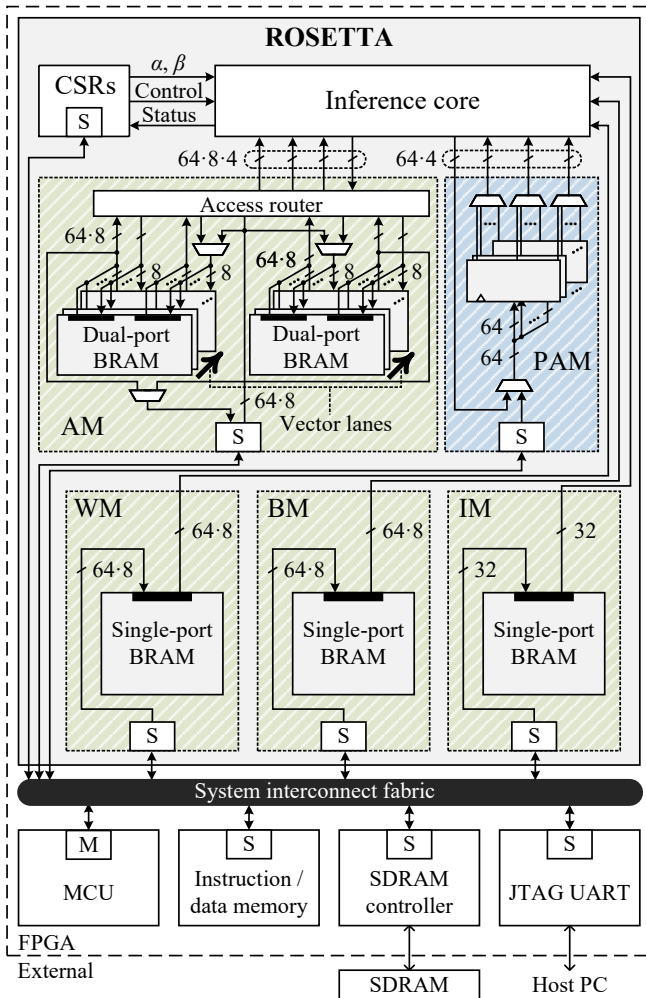 ROSETTA
CSRs
S
α, β
Control
Status
Inference core
64·8·4
64·4
Access router
64·8
8
8
64·8
8
8
Dual-port
BRAM
Dual-port
BRAM
64
64
PAM
AM
64·8
Vector lanes
S
S
WM
BM
IM
64·8
64·8
32
64·8
64·8
32
Single-port
BRAM
Single-port
BRAM
Single-port
BRAM
S
S
S
System interconnect fabric
M
MCU
S
Instruction /
data memory
S
SDRAM
controller
S
JTAG UART
FPGA
External
SDRAM
Host PC